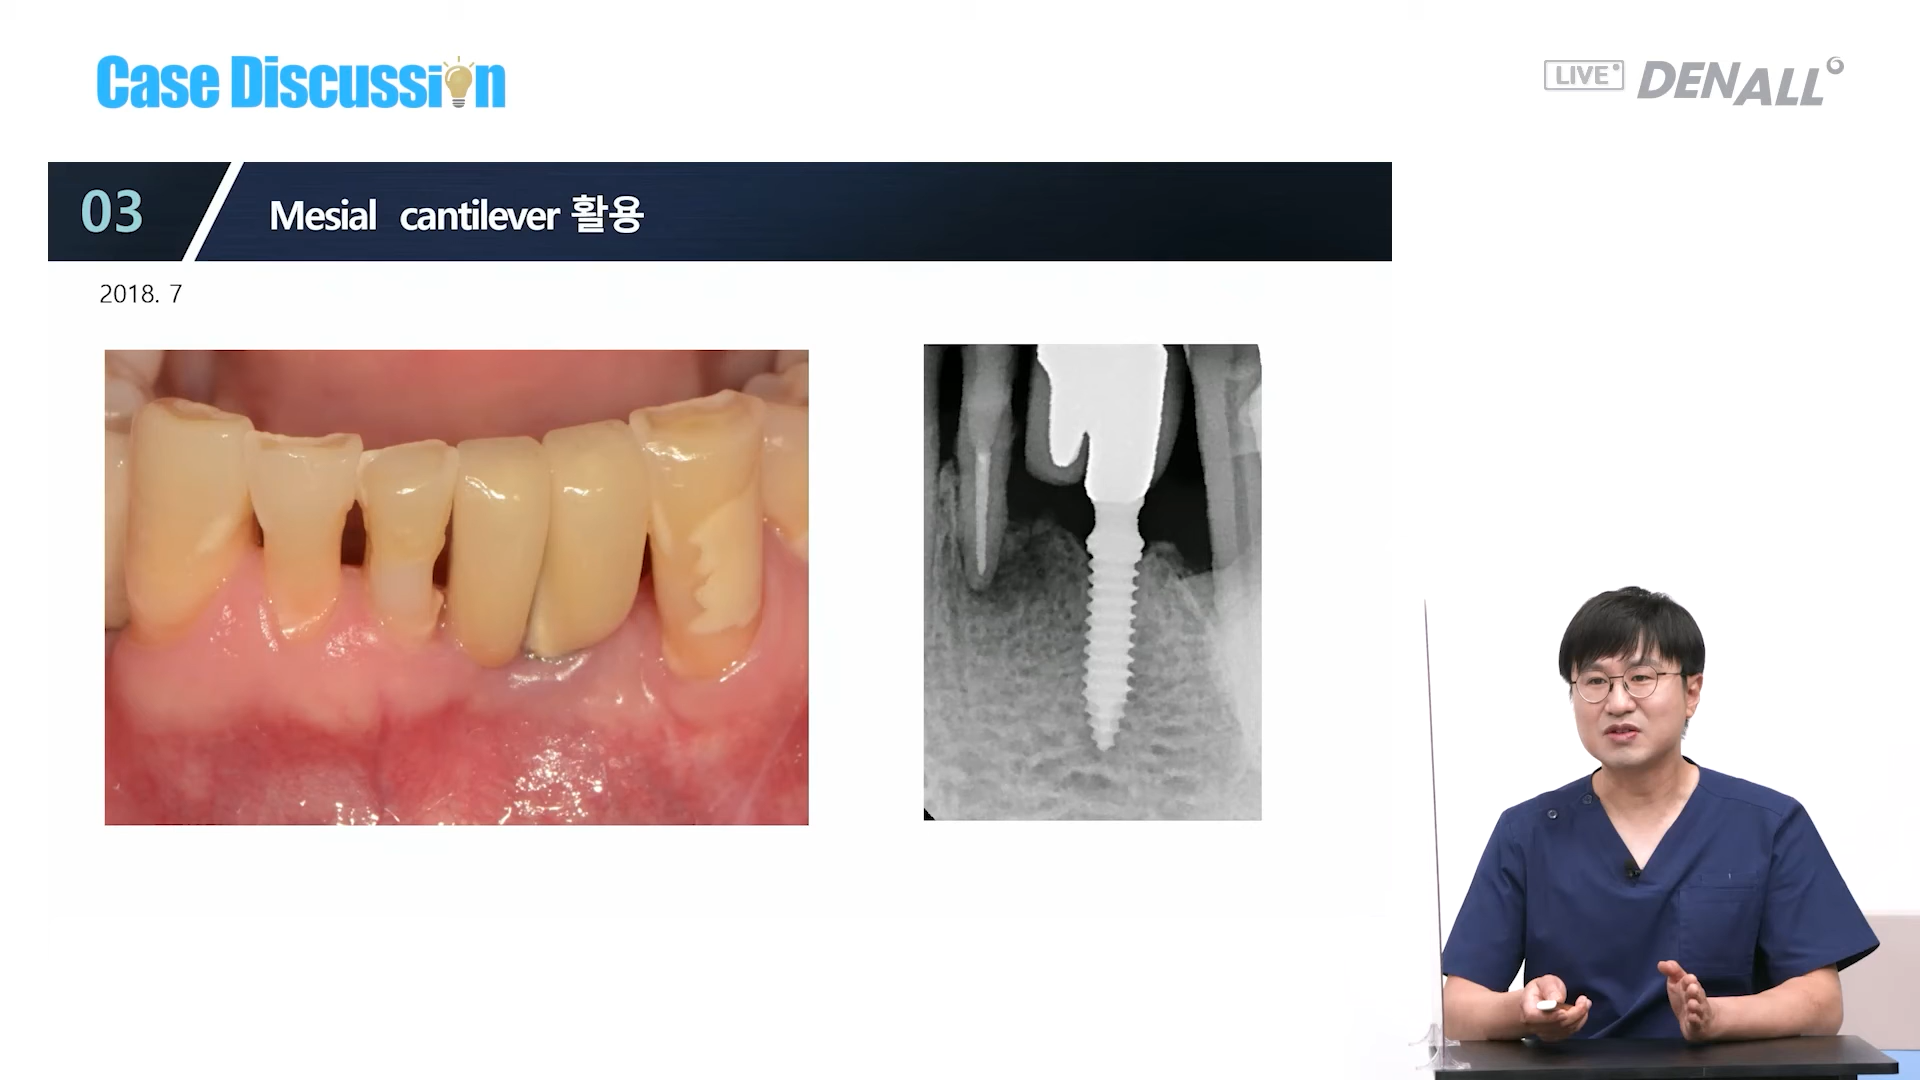 Case Discussion
LIVE DENALL
03 Mesial cantilever 활용
2018. 7